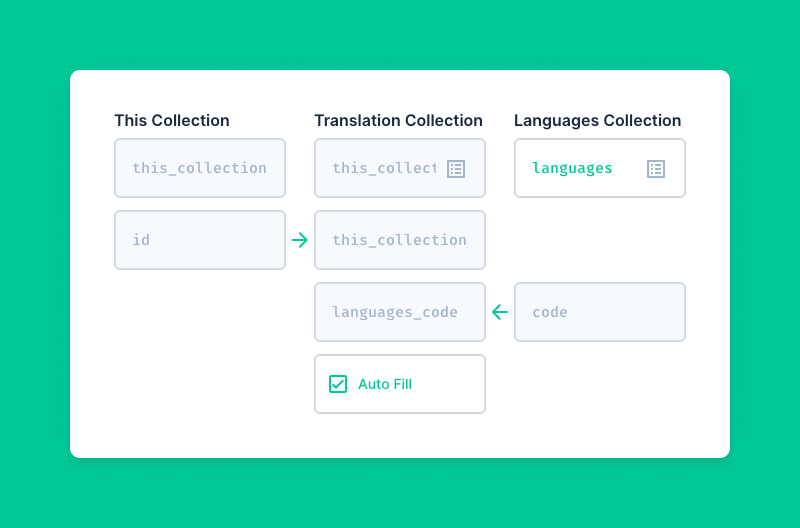 This Collection
Translation Collection
Languages Collection
this_collection
this_collect
languages
id
this_collection
languages_code
code
Auto Fill